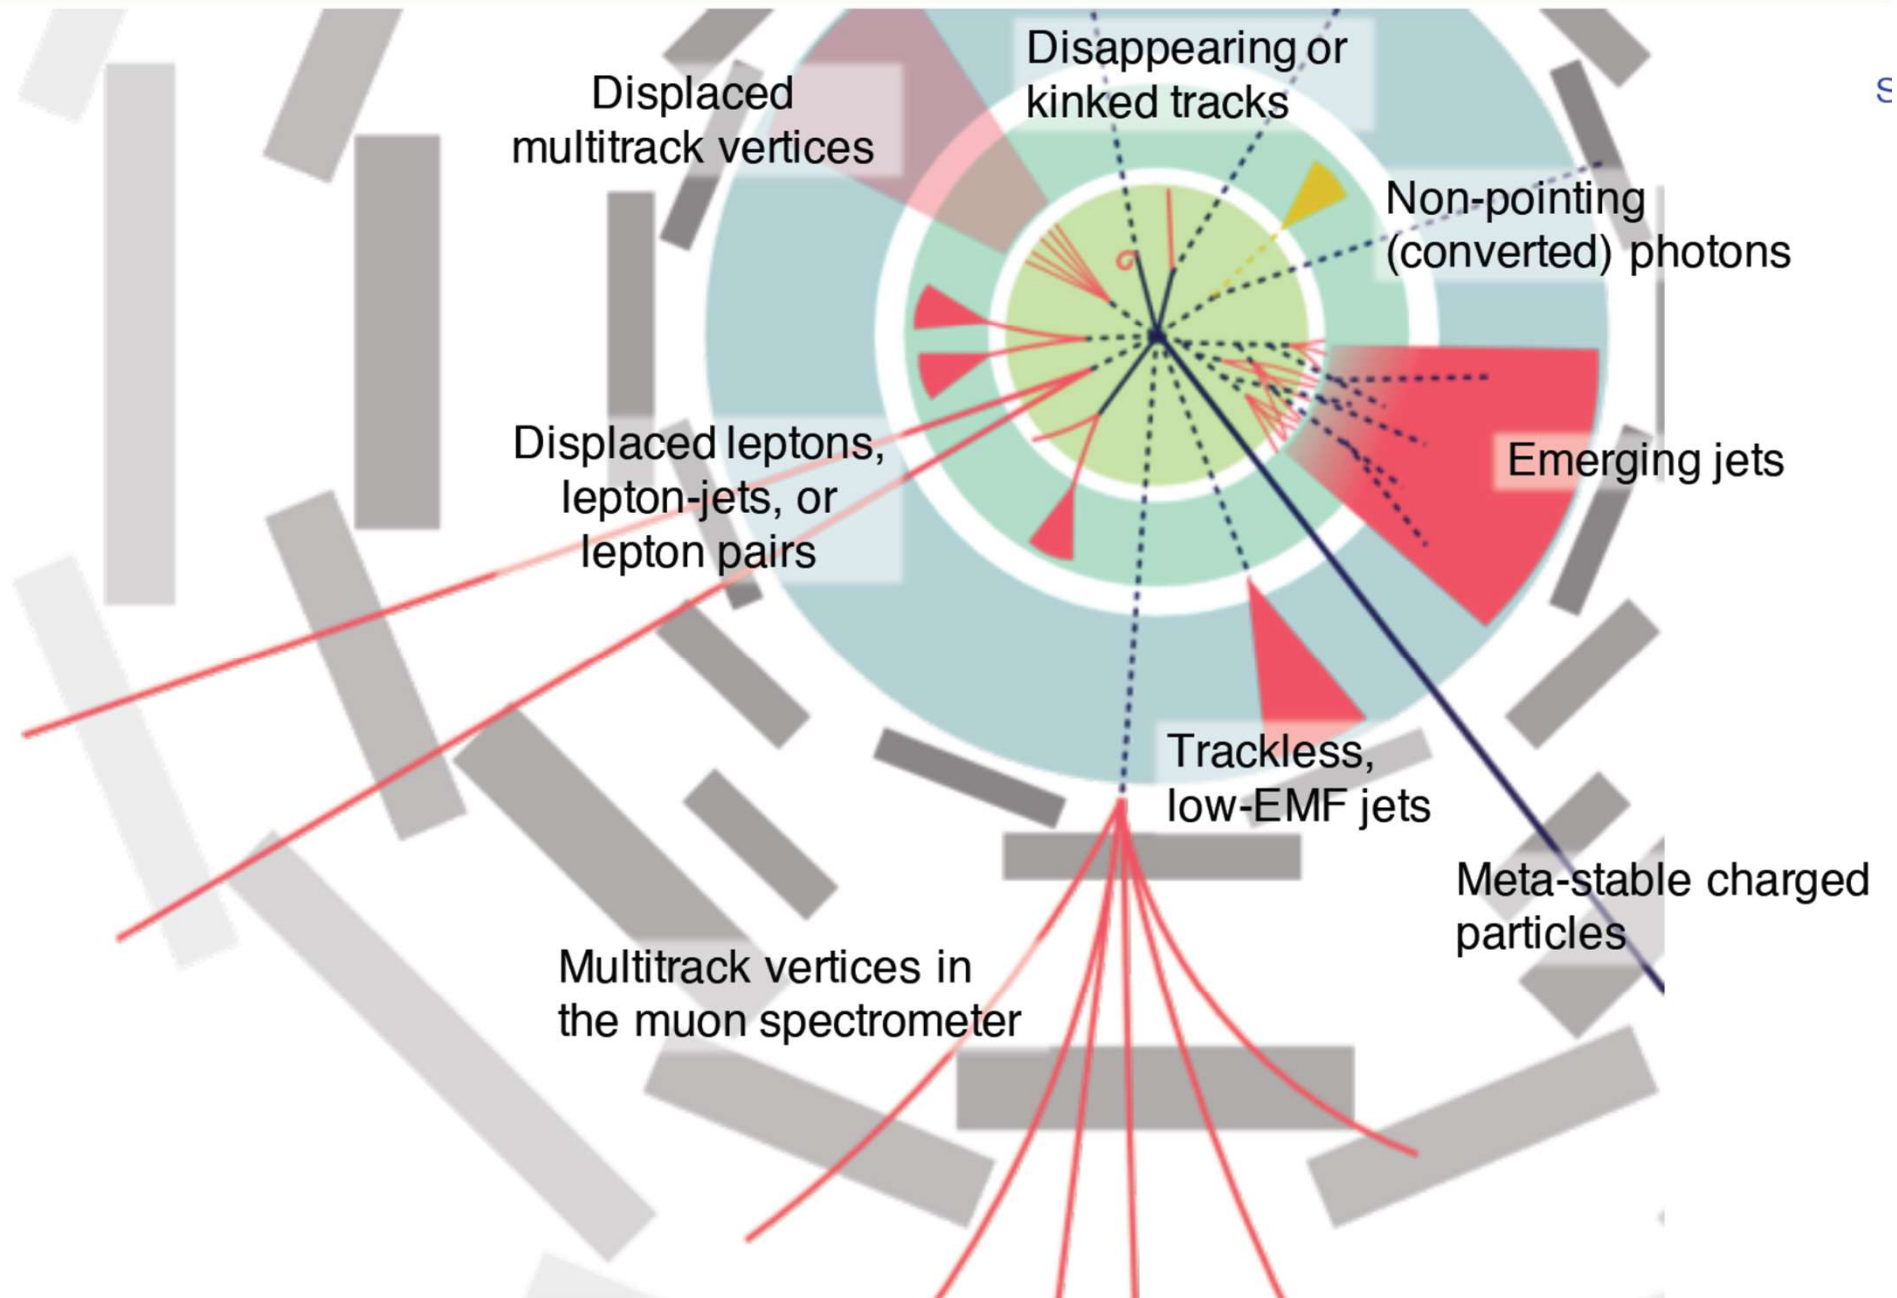 Disappearing or
kinked tracks
Displaced
multitrack vertices
Non-pointing
(converted) photons
Displaced leptons,
lepton-jets, or
lepton pairs
Emerging jets
Trackless,
low-EMF jets
Meta-stable charged
particles
Multitrack vertices in
the muon spectrometer